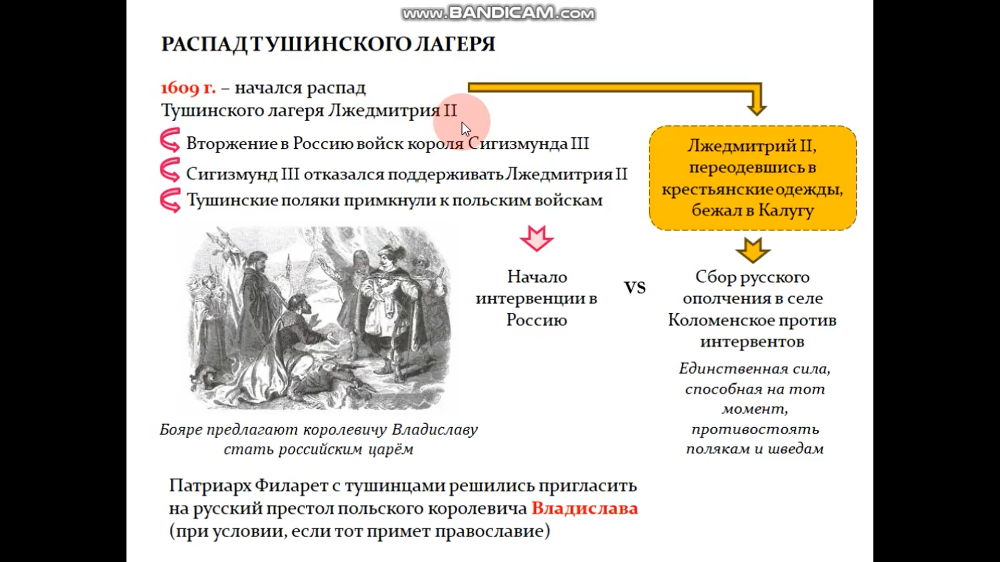 www.BANDICAM.com
РАСПАД ТУШИНСКОГО ЛАГЕРЯ
1609 г. – начался распад
Тушинского лагеря Лжедмитрия II
Вторжение в Россию войск короля Сигизмунда III
Сигизмунд III отказался поддерживать Лжедмитрия II
Тушинские поляки примкнули к польским войскам
Лжедмитрий II,
переодевшись в
крестьянские одежды,
бежал в Калугу
Начало
интервенции в
Россию
VS
Сбор русского
ополчения в селе
Коломенское против
интервентов
Единственная сила,
способная на тот
момент,
противостоять
полякам и шведам
Бояре предлагают королевичу Владиславу
стать российским царём
Патриарх Филарет с тушинцами решились пригласить
на русский престол польского королевича Владислава
(при условии, если тот примет православие)